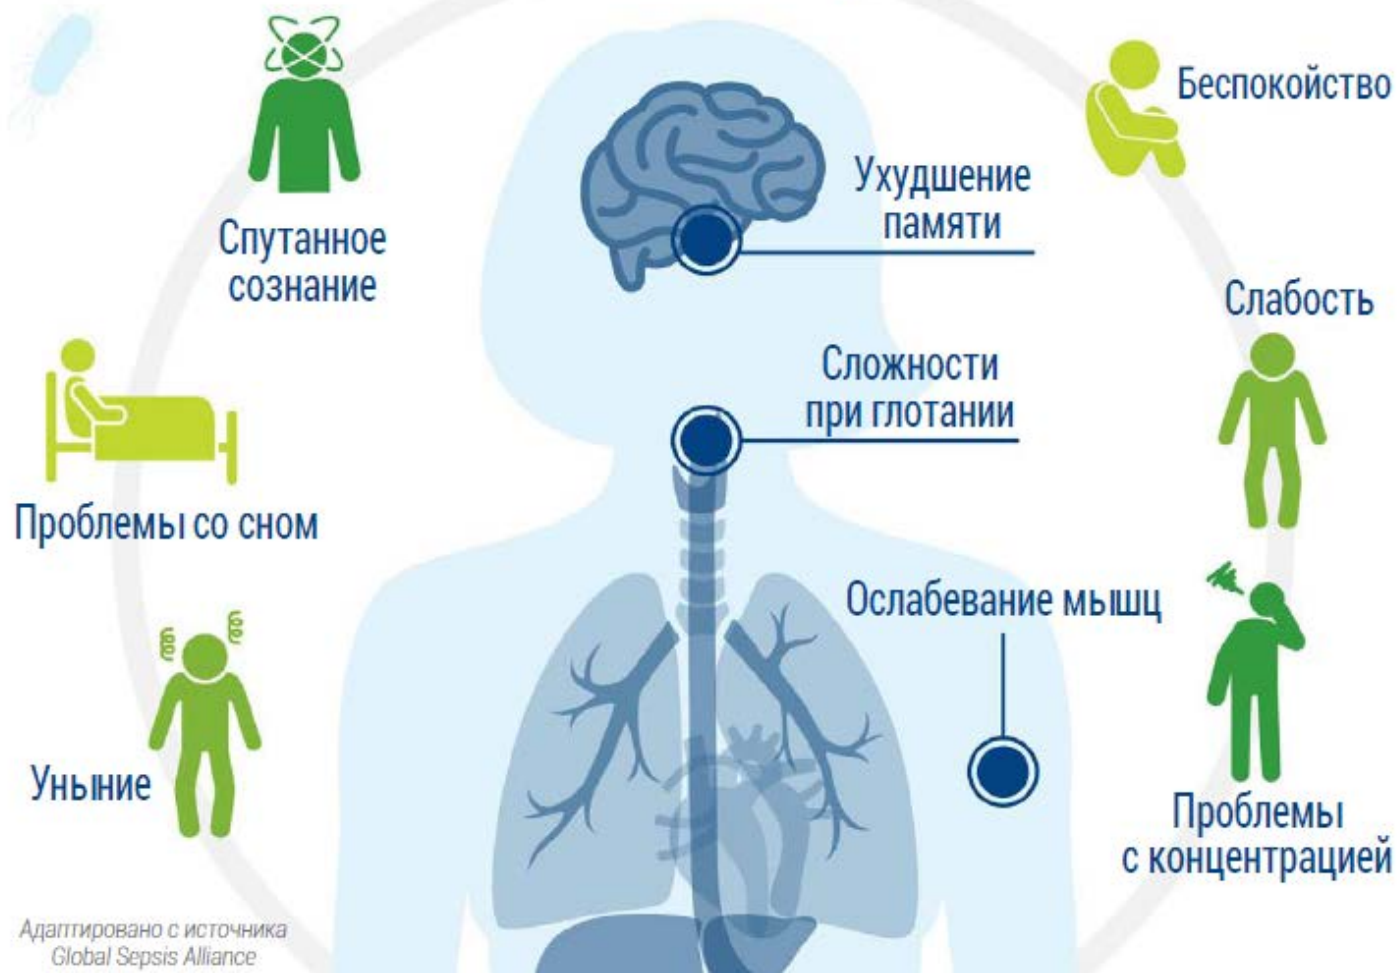 Беспокойство
Ухудшение
памяти
Спутанное
сознание
Слабость
Сложности
при глотании
Проблемы со сном
Ослабевание мышц
Уныние
Проблемы
с концентрацией
Адаптировано с источника
Global Sepsis Alliance